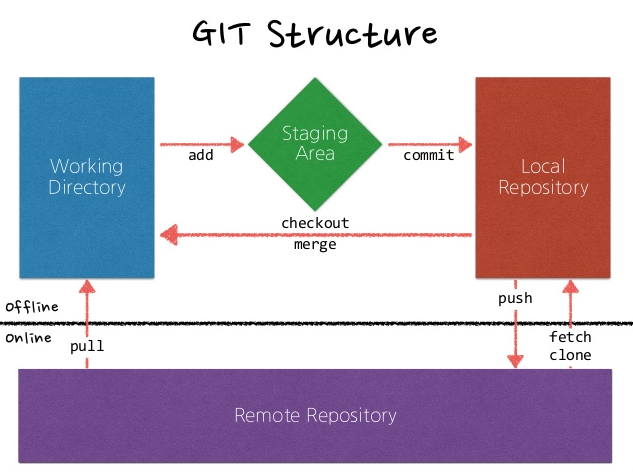 GIT Structure
Working
Directory
add
Staging
Area
commit
Local
Repository
checkout
merge
Offline
Online
pull
push
fetch
clone
Remote Repository